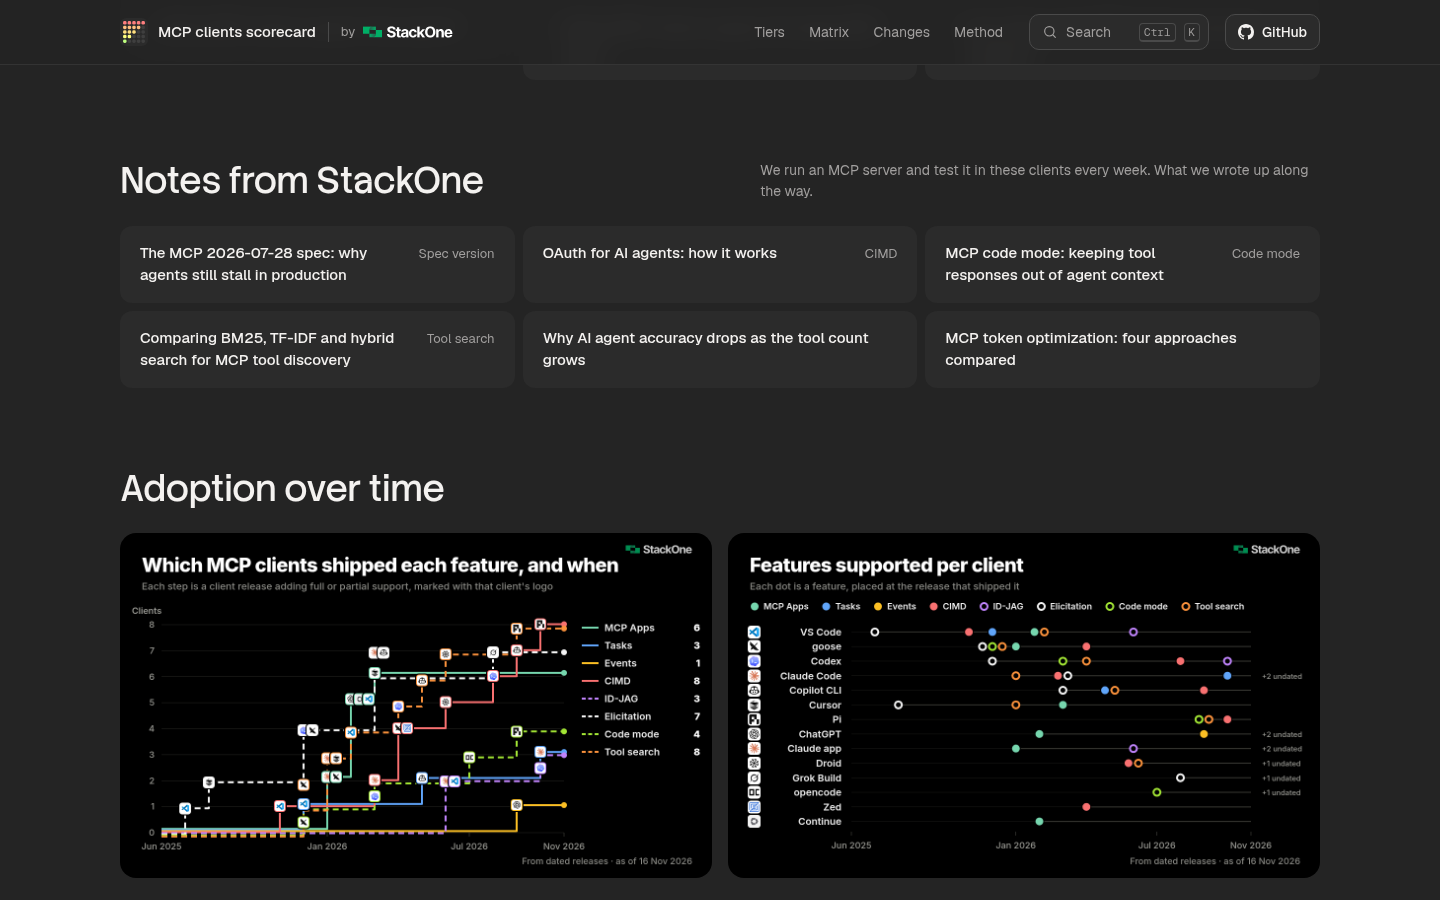 MCP clients scorecard
by StackOne
Tiers
Matrix
Changes
Method
Search
Ctrl
K
GitHub
Notes from StackOne
We run an MCP server and test it in these clients every week. What we wrote up along
the way.
The MCP 2026-07-28 spec: why
agents still stall in production
Spec version
OAuth for AI agents: how it works
CIMD
MCP code mode: keeping tool
responses out of agent context
Code mode
Comparing BM25, TF-IDF and hybrid
search for MCP tool discovery
Tool search
Why AI agent accuracy drops as the tool count
grows
MCP token optimization: four approaches
compared
Adoption over time
StackOne
Which MCP clients shipped each feature, and when
Each step is a client release adding full or partial support, marked with that client's logo
Clients
8
7
6
5
4
3
2
1
0
Jun 2025
Jan 2026
Jul 2026
Nov 2026
MCP Apps 6
Tasks 3
Events 1
CIMD 8
ID-JAG 3
Elicitation 7
Code mode 4
Tool search 8
From dated releases · as of 16 Nov 2026
StackOne
Features supported per client
Each dot is a feature, placed at the release that shipped it
MCP Apps
Tasks
Events
CIMD
ID-JAG
Elicitation
Code mode
Tool search
VS Code
goose
Codex
Claude Code +2 undated
Copilot CLI
Cursor
Pi
ChatGPT +2 undated
Claude app +2 undated
Droid +1 undated
Grok Build +1 undated
opencode +1 undated
Zed
Continue
Jun 2025
Jan 2026
Jul 2026
Nov 2026
From dated releases · as of 16 Nov 2026